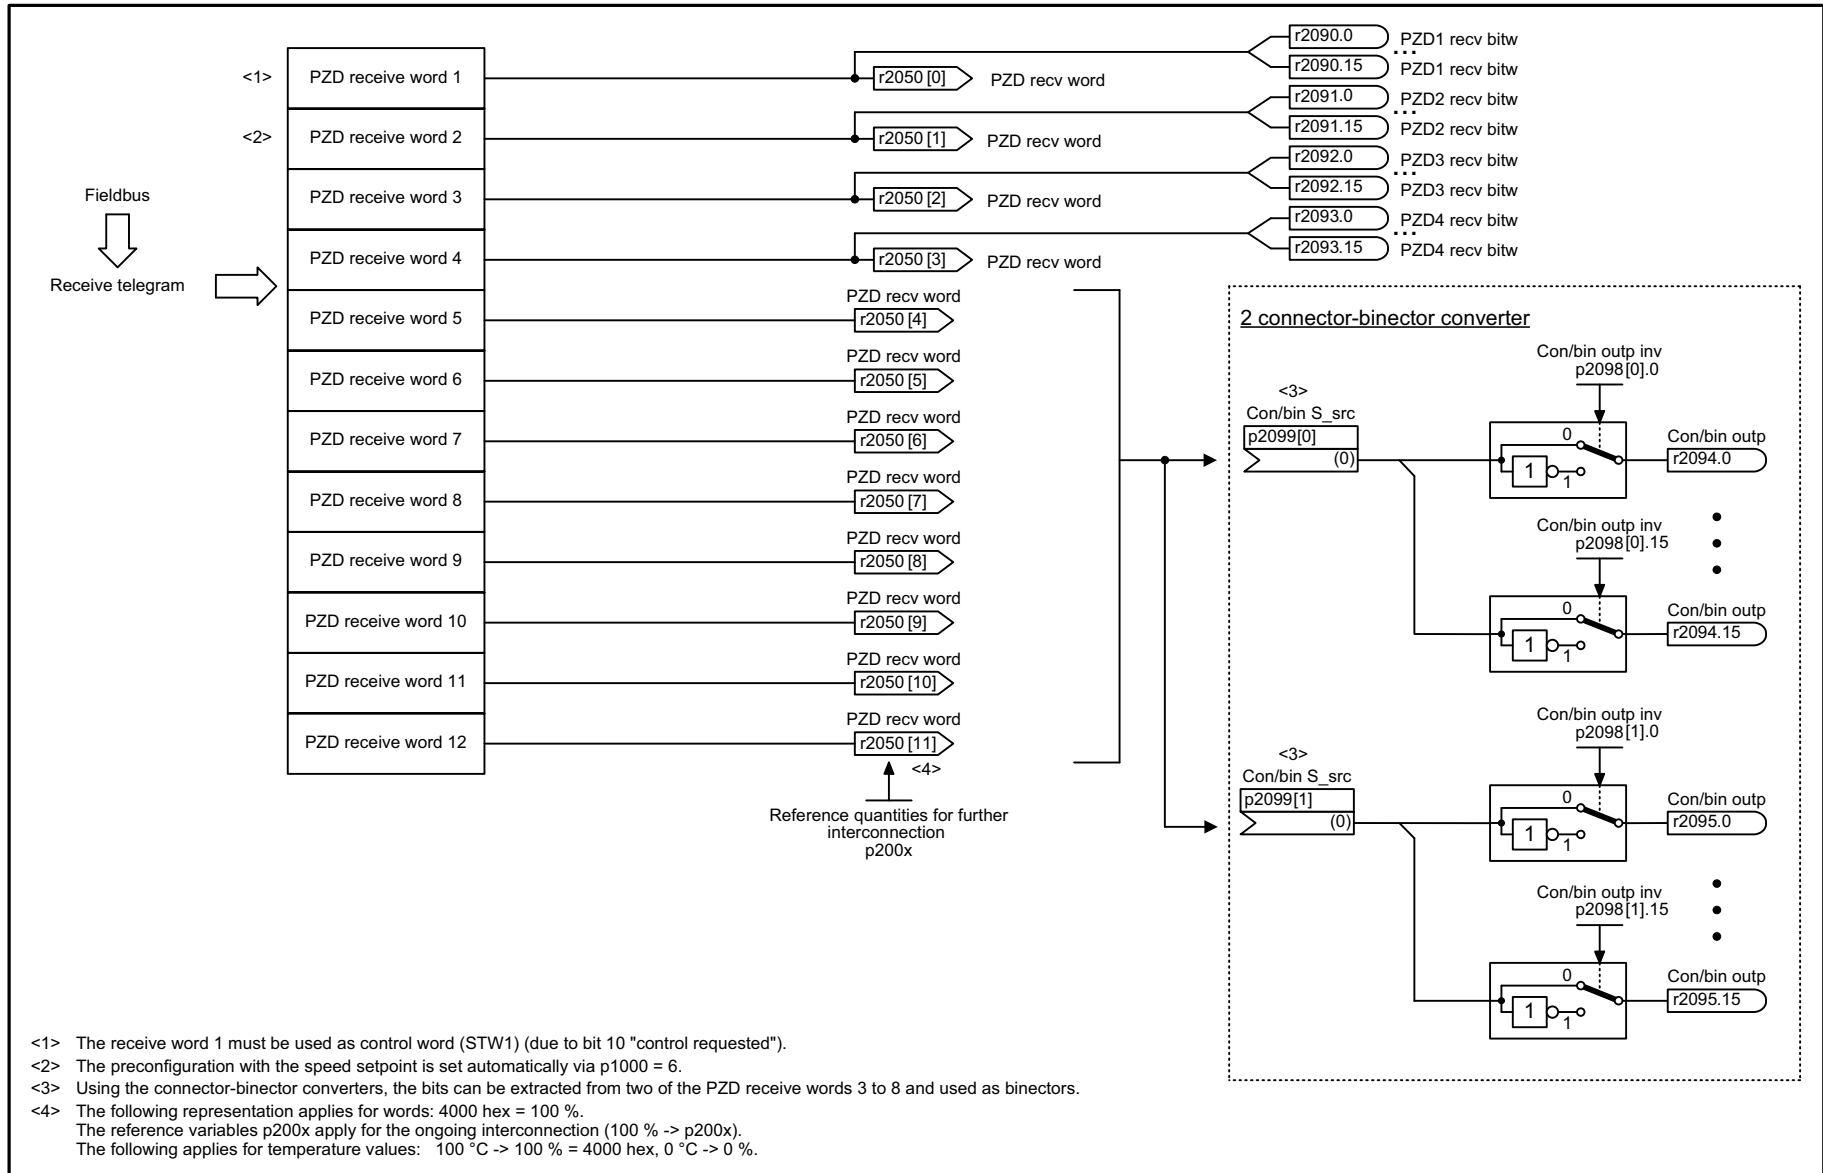 <1>
PZD receive word 1
r2050 [0]
PZD recv word
r2090.0
PZD1 recv bitw
...
r2090.15
PZD1 recv bitw
<2>
PZD receive word 2
r2050 [1]
PZD recv word
r2091.0
PZD2 recv bitw
...
r2091.15
PZD2 recv bitw
PZD receive word 3
r2050 [2]
PZD recv word
r2092.0
PZD3 recv bitw
...
r2092.15
PZD3 recv bitw
Fieldbus
Receive telegram
PZD receive word 4
r2050 [3]
PZD recv word
r2093.0
PZD4 recv bitw
...
r2093.15
PZD4 recv bitw
PZD receive word 5
PZD recv word
r2050 [4]
PZD receive word 6
PZD recv word
r2050 [5]
PZD receive word 7
PZD recv word
r2050 [6]
PZD receive word 8
PZD recv word
r2050 [7]
PZD receive word 9
PZD recv word
r2050 [8]
PZD receive word 10
PZD recv word
r2050 [9]
PZD receive word 11
PZD recv word
r2050 [10]
PZD receive word 12
PZD recv word
r2050 [11]
<4>
Reference quantities for further
interconnection
p200x
2 connector-binector converter
<3>
Con/bin S_src
p2099[0]
(0)
Con/bin outp inv
p2098[0].0
0
1
1
Con/bin outp
r2094.0
Con/bin outp inv
p2098[0].15
0
1
1
Con/bin outp
r2094.15
<3>
Con/bin S_src
p2099[1]
(0)
Con/bin outp inv
p2098[1].0
0
1
1
Con/bin outp
r2095.0
Con/bin outp inv
p2098[1].15
0
1
1
Con/bin outp
r2095.15
<1> The receive word 1 must be used as control word (STW1) (due to bit 10 "control requested").
<2> The preconfiguration with the speed setpoint is set automatically via p1000 = 6.
<3> Using the connector-binector converters, the bits can be extracted from two of the PZD receive words 3 to 8 and used as binectors.
<4> The following representation applies for words: 4000 hex = 100 %.
The reference variables p200x apply for the ongoing interconnection (100 % -> p200x).
The following applies for temperature values: 100 °C -> 100 % = 4000 hex, 0 °C -> 0 %.